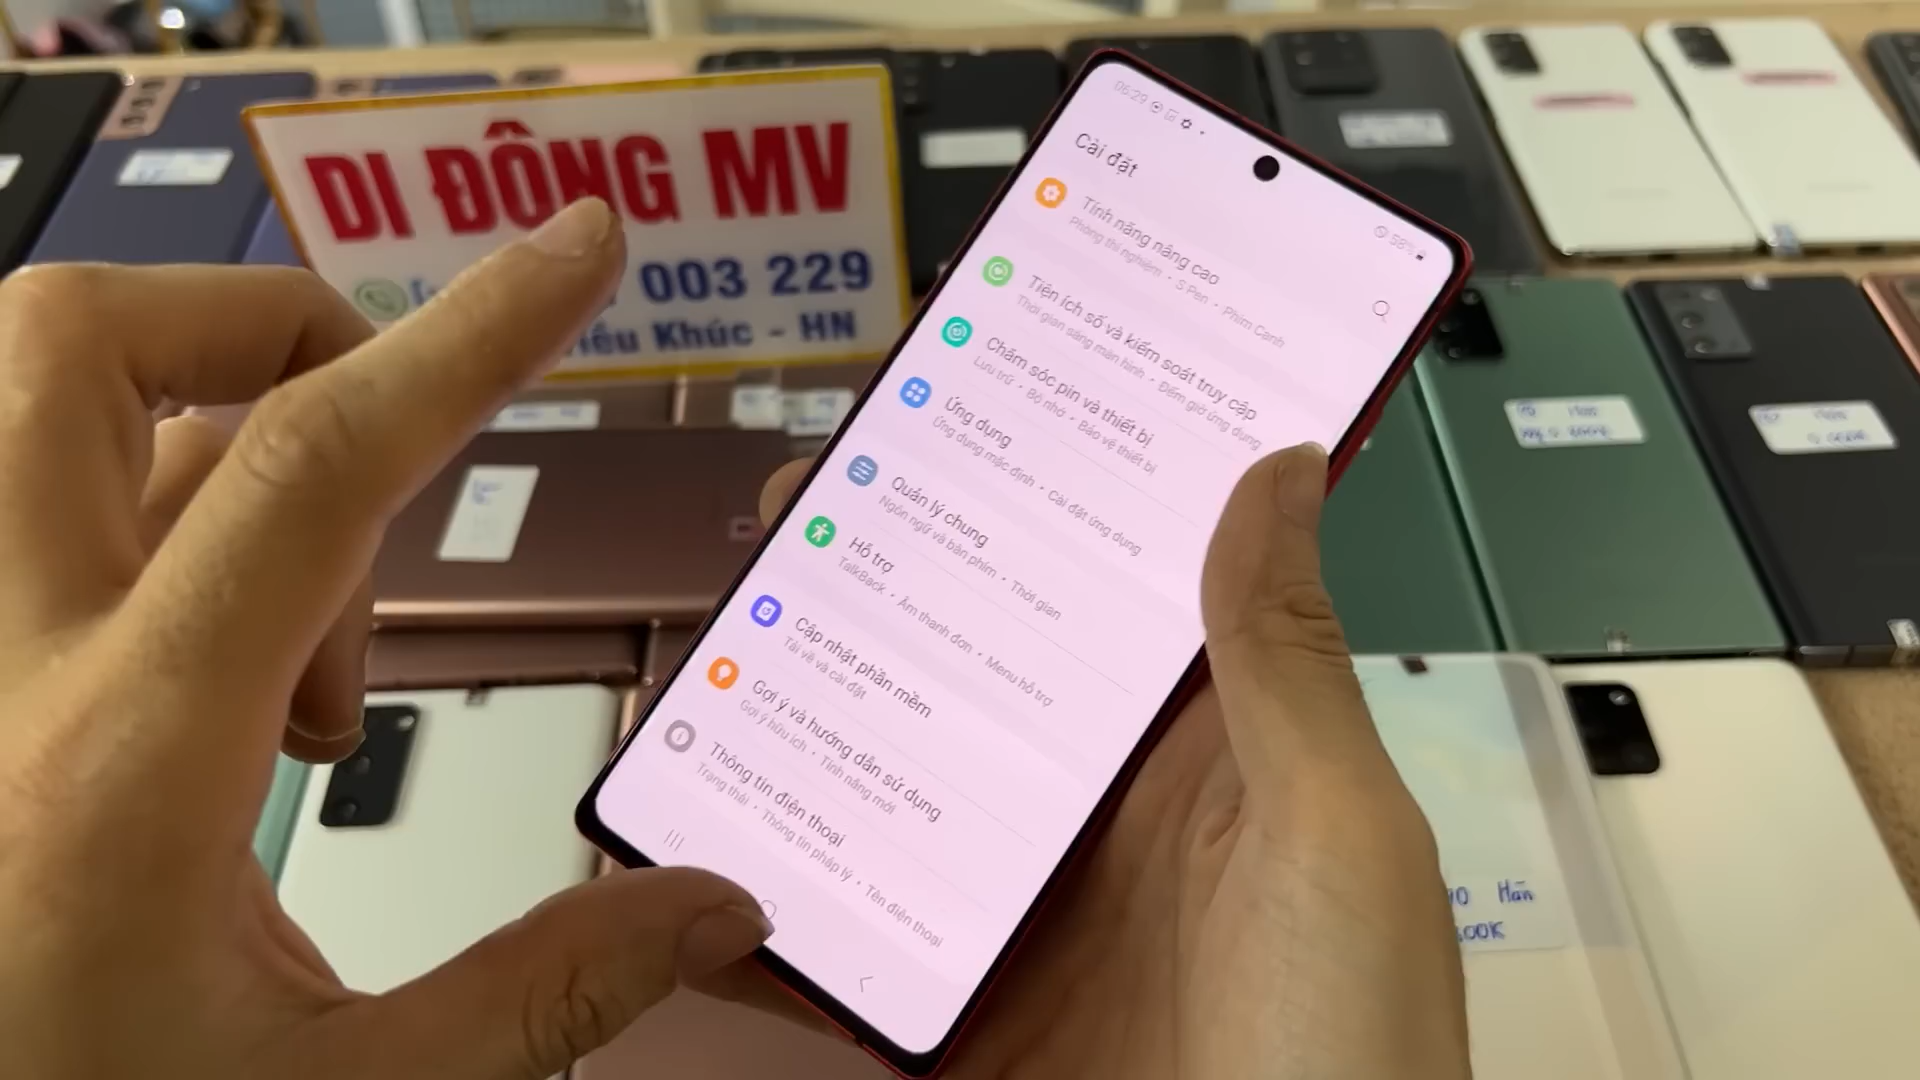 DI ĐỘNG MV
003 229
Khúc - HN
06:29
58%
Cài đặt
Tính năng nâng cao
Phòng thí nghiệm • S Pen • Phím Cạnh
Tiện ích số và kiểm soát truy cập
Thời gian sáng màn hình • Đếm giờ ứng dụng
Chăm sóc pin và thiết bị
Lưu trữ • Bộ nhớ • Bảo vệ thiết bị
Ứng dụng
Ứng dụng mặc định • Cài đặt ứng dụng
Quản lý chung
Ngôn ngữ và bàn phím • Thời gian
Hỗ trợ
TalkBack • Âm thanh đơn • Menu hỗ trợ
Cập nhật phần mềm
Tải về và cài đặt
Gợi ý và hướng dẫn sử dụng
Gợi ý hữu ích • Tính năng mới
Thông tin điện thoại
Trạng thái • Thông tin pháp lý • Tên điện thoại
Hàn